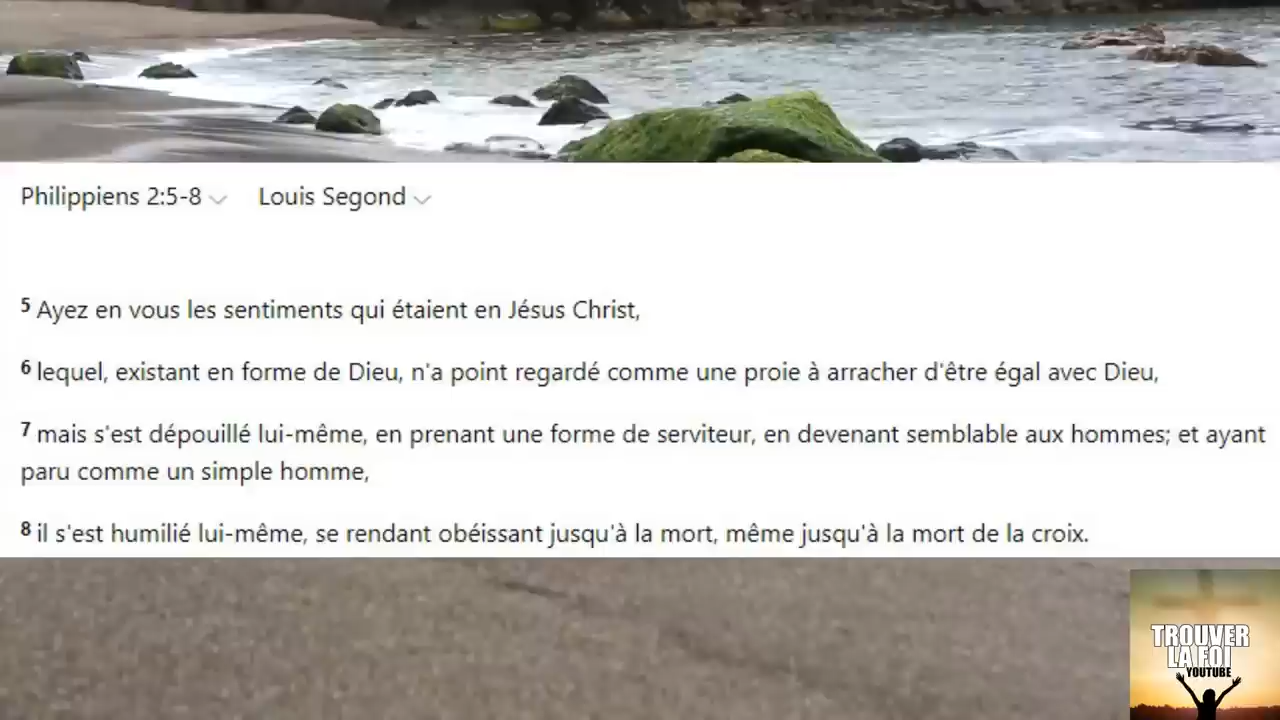 Philippiens 2:5-8 Louis Segond
5 Ayez en vous les sentiments qui étaient en Jésus Christ,
6 lequel, existant en forme de Dieu, n'a point regardé comme une proie à arracher d'être égal avec Dieu,
7 mais s'est dépouillé lui-même, en prenant une forme de serviteur, en devenant semblable aux hommes; et ayant
paru comme un simple homme,
8 il s'est humilié lui-même, se rendant obéissant jusqu'à la mort, même jusqu'à la mort de la croix.
TROUVER
LA FOI
YOUTUBE